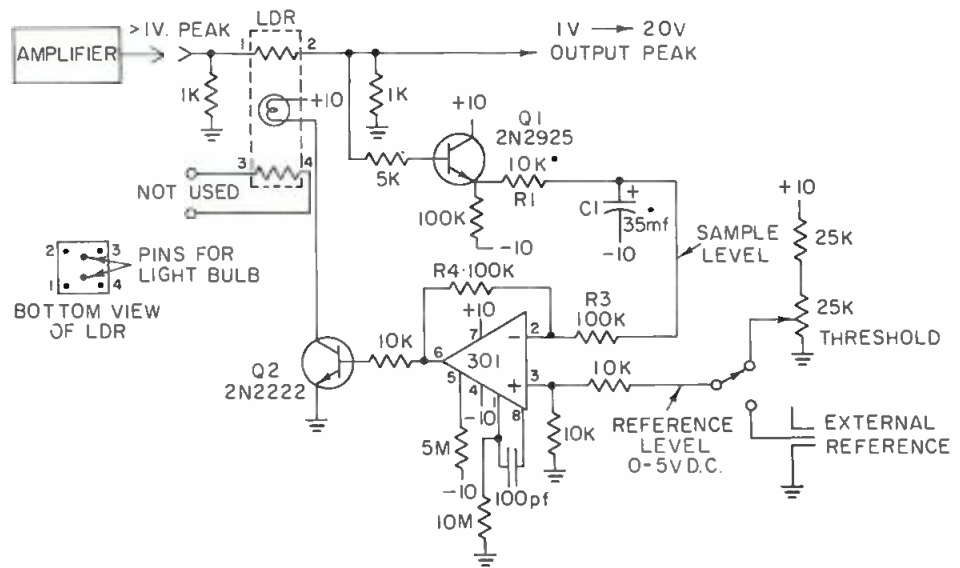 >1V. PEAK
LDR
1V → 20V
OUTPUT PEAK
AMPLIFIER
1
2
1K
+10
1K
+10
Q1
2N2925
3
4
NOT USED
5K
10K
R1
100K
-10
C1
+
35mf
-10
SAMPLE
LEVEL
+10
25K
25K
THRESHOLD
2
3
1
4
PINS FOR
LIGHT BULB
BOTTOM VIEW
OF LDR
R4·100K
R3
100K
+10
7
2
−
10K
6
301
Q2
2N2222
5
4
-10
1
8
+
3
10K
10K
5M
-10
10M
100pf
REFERENCE
LEVEL
0-5V D.C.
EXTERNAL
REFERENCE